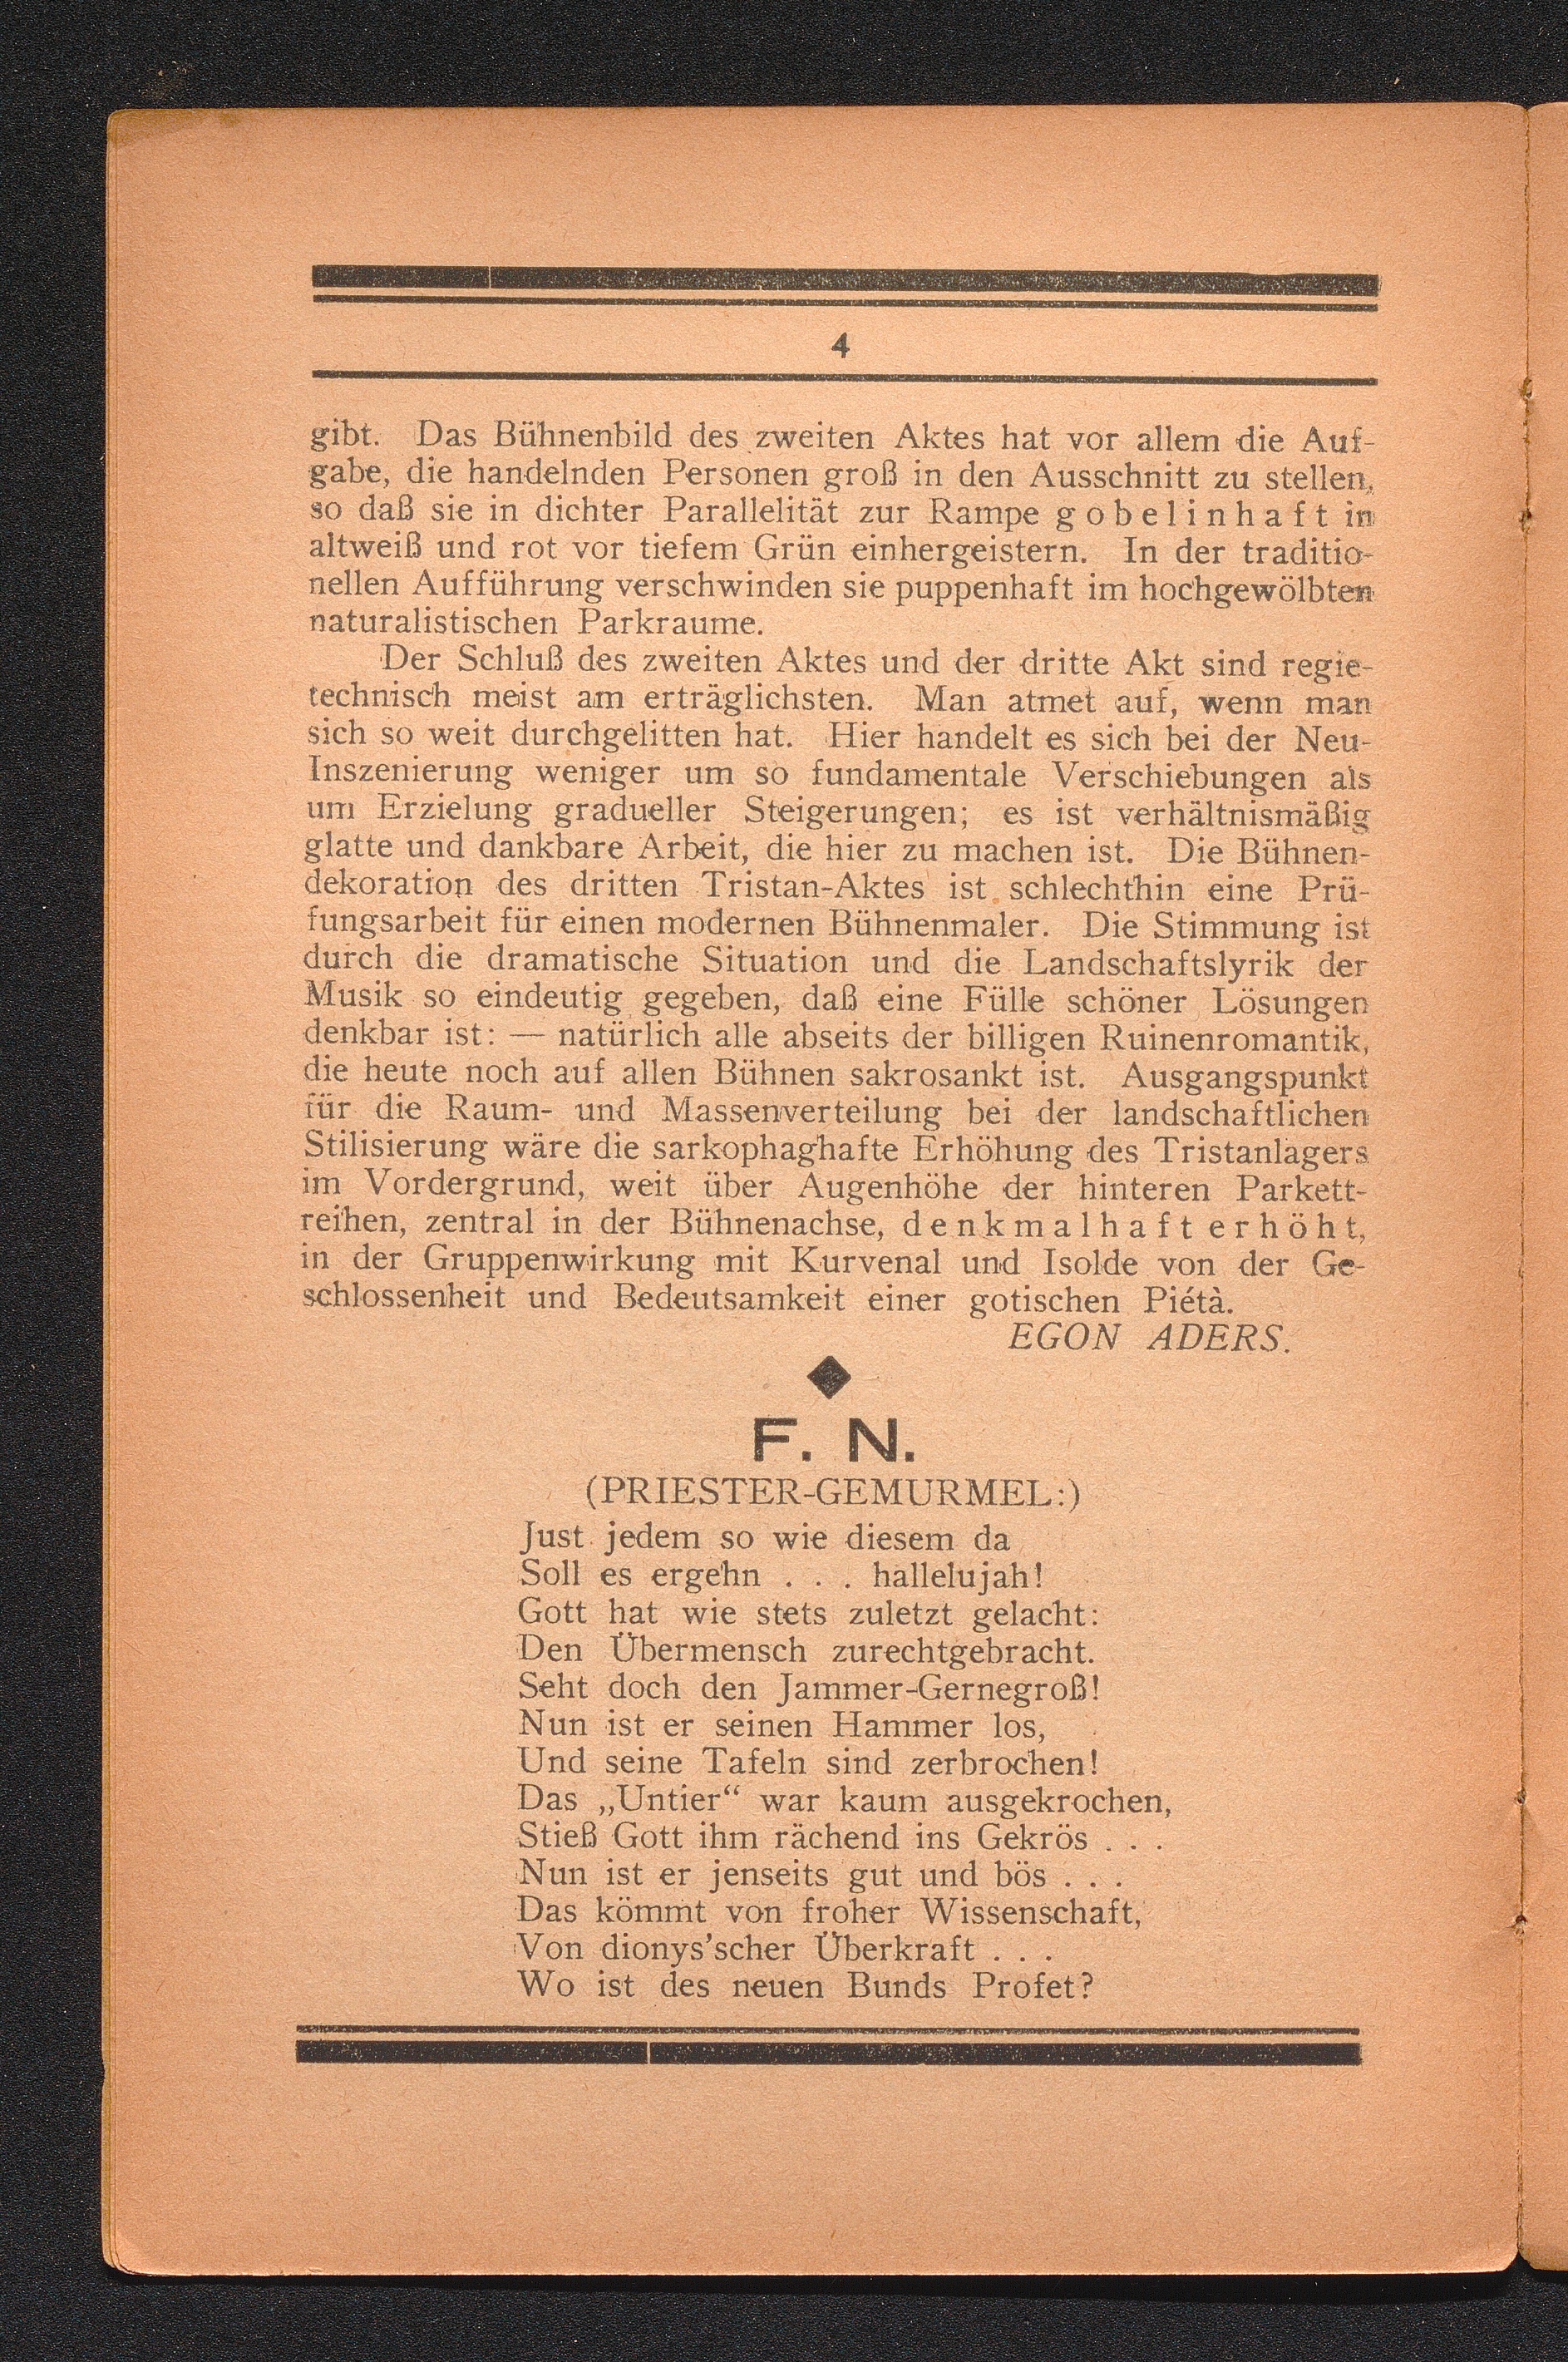 4
gibt. Das Bühnenbild des zweiten Aktes hat vor allem die Auf-
gabe, die handelnden Personen groß in den Ausschnitt zu stellen,
so daß sie in dichter Parallelität zur Rampe gobelinhaft in
altweiß und rot vor tiefem Grün einhergeistern. In der traditio-
nellen Aufführung verschwinden sie puppenhaft im hochgewölbten
naturalistischen Parkraume.
Der Schluß des zweiten Aktes und der dritte Akt sind regie-
technisch meist am erträglichsten. Man atmet auf, wenn man
sich so weit durchgelitten hat. Hier handelt es sich bei der Neu-
Inszenierung weniger um so fundamentale Verschiebungen als
um Erzielung gradueller Steigerungen; es ist verhältnismäßig
glatte und dankbare Arbeit, die hier zu machen ist. Die Bühnen-
dekoration des dritten Tristan-Aktes ist schlechthin eine Prü-
fungsarbeit für einen modernen Bühnenmaler. Die Stimmung ist
durch die dramatische Situation und die Landschaftslyrik der
Musik so eindeutig gegeben, daß eine Fülle schöner Lösungen
denkbar ist: — natürlich alle abseits der billigen Ruinenromantik,
die heute noch auf allen Bühnen sakrosankt ist. Ausgangspunkt
für die Raum- und Massenverteilung bei der landschaftlichen
Stilisierung wäre die sarkophaghafte Erhöhung des Tristanlagers
im Vordergrund, weit über Augenhöhe der hinteren Parkett-
reihen, zentral in der Bühnenachse, denkmalhaft erhöht,
in der Gruppenwirkung mit Kurvenal und Isolde von der Ge-
schlossenheit und Bedeutsamkeit einer gotischen Piétà.
EGON ADERS.
F. N.
(PRIESTER-GEMURMEL:)
Just jedem so wie diesem da
Soll es ergehn . . . hallelujah!
Gott hat wie stets zuletzt gelacht:
Den Übermensch zurechtgebracht.
Seht doch den Jammer-Gernegroß!
Nun ist er seinen Hammer los,
Und seine Tafeln sind zerbrochen!
Das „Untier“ war kaum ausgekrochen,
Stieß Gott ihm rächend ins Gekrös . . .
Nun ist er jenseits gut und bös . . .
Das kömmt von froher Wissenschaft,
Von dionys'scher Überkraft . . .
Wo ist des neuen Bunds Profet?